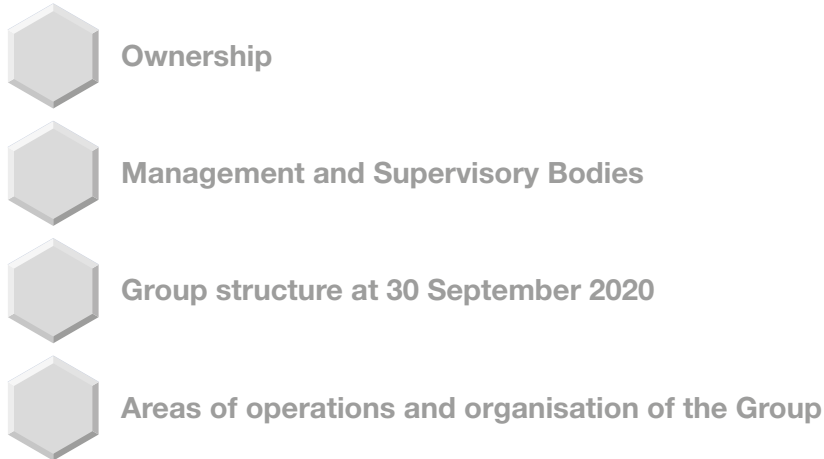 Ownership
Management and Supervisory Bodies
Group structure at 30 September 2020
Areas of operations and organisation of the Group